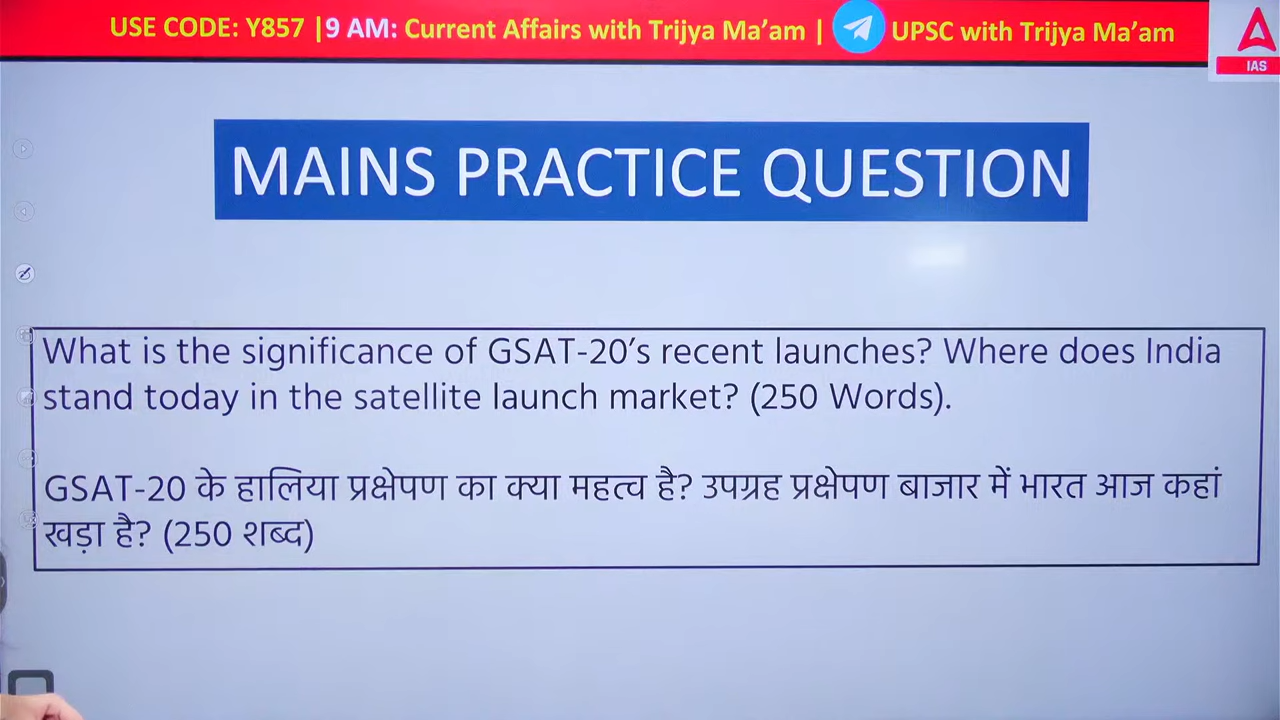 USE CODE: Y857 |9 AM: Current Affairs with Trijya Ma’am | UPSC with Trijya Ma’am
IAS
MAINS PRACTICE QUESTION
What is the significance of GSAT-20’s recent launches? Where does India
stand today in the satellite launch market? (250 Words).
GSAT-20 के हालिया प्रक्षेपण का क्या महत्व है? उपग्रह प्रक्षेपण बाजार में भारत आज कहां
खड़ा है? (250 शब्द)